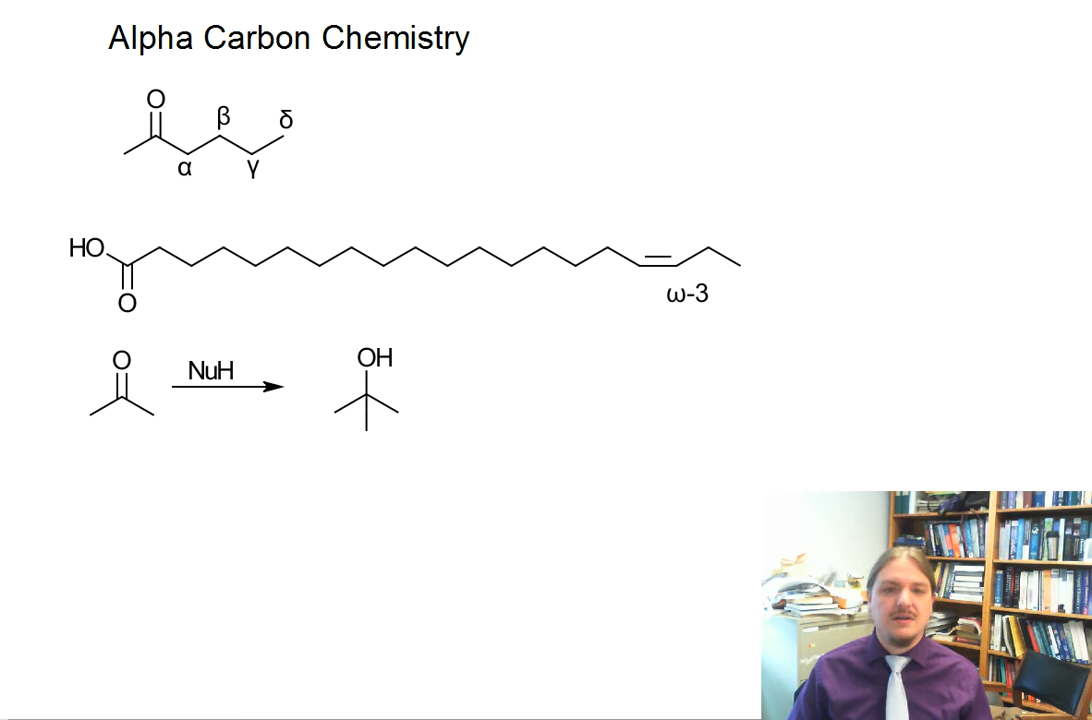 Alpha Carbon Chemistry
O
β δ
α γ
HO
O
ω-3
O NuH OH